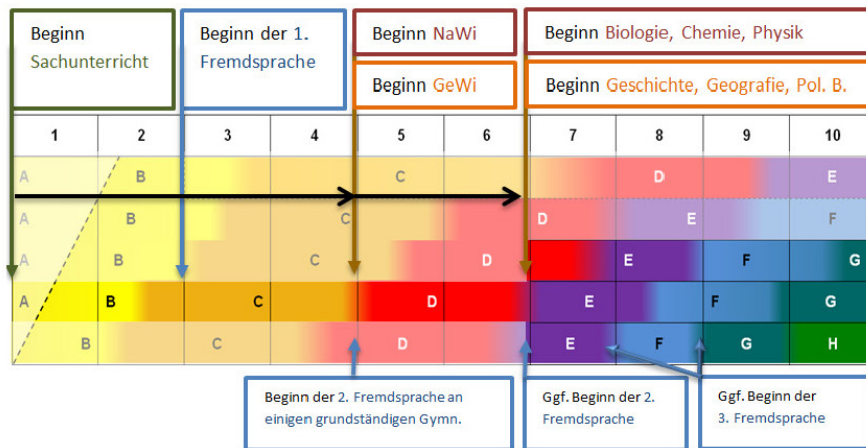 Beginn
Sachunterricht
Beginn der 1.
Fremdsprache
Beginn NaWi
Beginn GeWi
Beginn Biologie, Chemie, Physik
Beginn Geschichte, Geografie, Pol. B.
1 2 3 4 5 6 7 8 9 10
A B C D E
A B C D E F
A B C D E F G
A B C D E F G
B C D E F G H
Beginn der 2. Fremdsprache an
einigen grundständigen Gymn.
Ggf. Beginn der 2.
Fremdsprache
Ggf. Beginn der
3. Fremdsprache